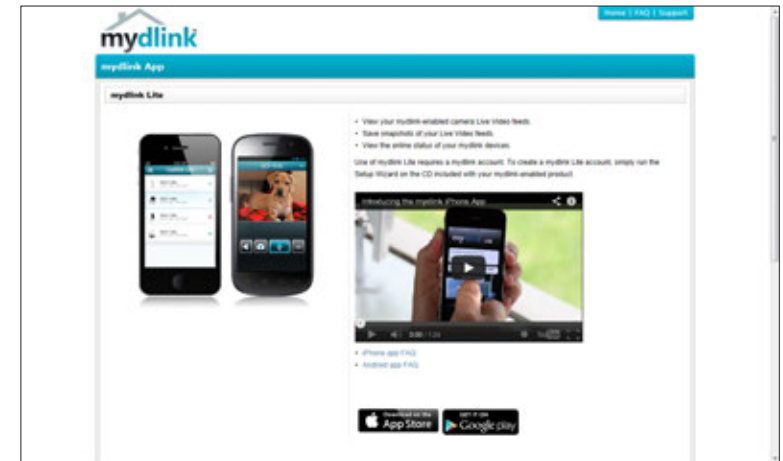 Home | FAQ | Support
mydlink
mydlink App
mydlink Lite
• View your mydlink-enabled camera Live Video feeds.
• Save snapshots of your Live Video feeds.
• View the online status of your mydlink devices.
Use of mydlink Lite requires a mydlink account. To create a mydlink Lite account, simply run the
Setup Wizard on the CD included with your mydlink-enabled product.
Introducing the mydlink iPhone App
0:00 / 1:24
• iPhone app FAQ
• Android app FAQ
Download on the
App Store
GET IT ON
Google play